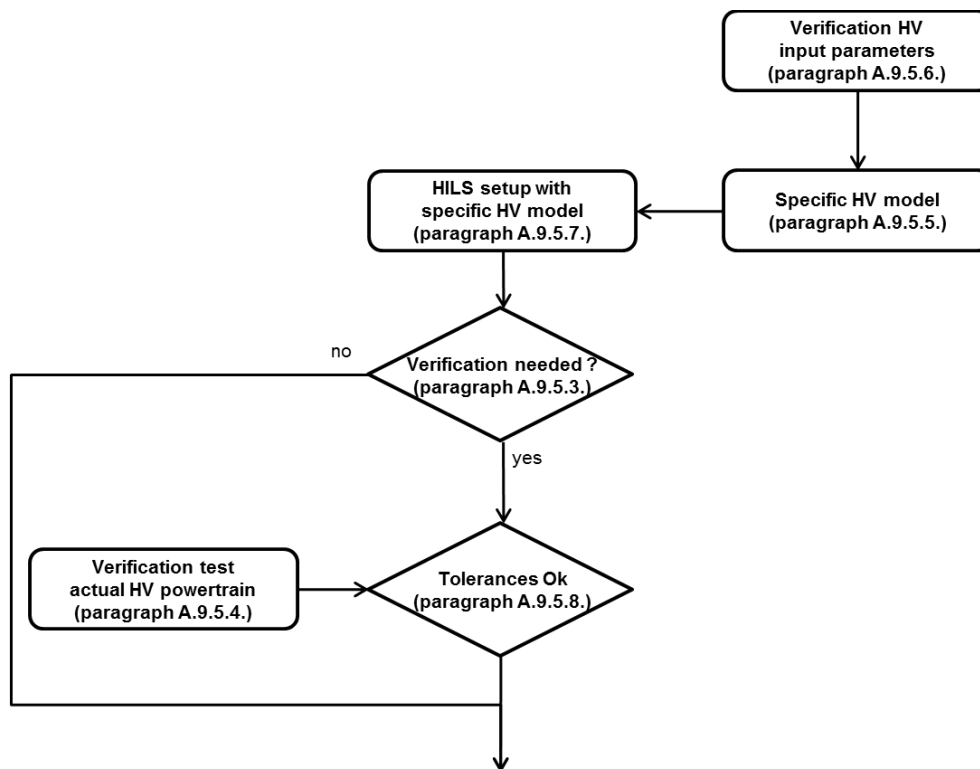 Verification HV
input parameters
(paragraph A.9.5.6.)
HILS setup with
specific HV model
(paragraph A.9.5.7.)
Specific HV model
(paragraph A.9.5.5.)
no
Verification needed ?
(paragraph A.9.5.3.)
yes
Verification test
actual HV powertrain
(paragraph A.9.5.4.)
Tolerances Ok
(paragraph A.9.5.8.)